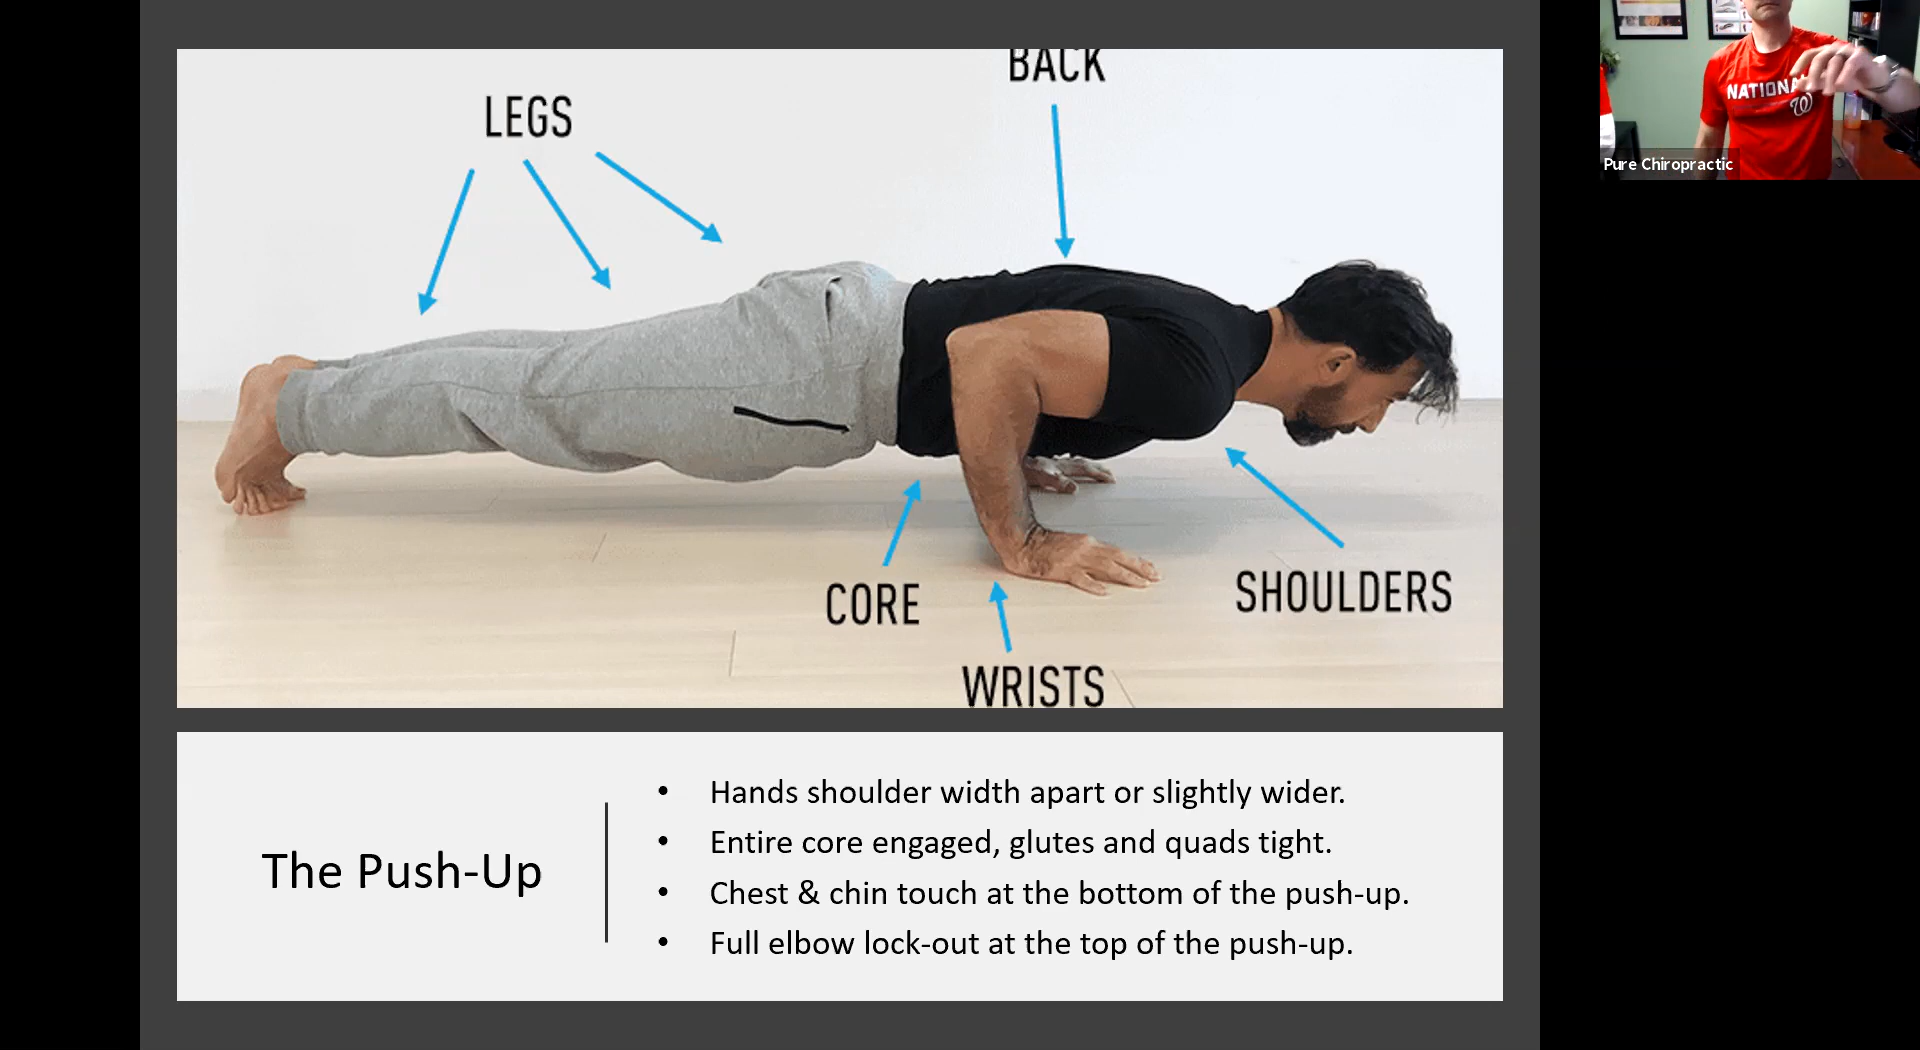 BACK
LEGS
NATIONA
W
Pure Chiropractic
CORE
SHOULDERS
WRISTS
The Push-Up
• Hands shoulder width apart or slightly wider.
• Entire core engaged, glutes and quads tight.
• Chest & chin touch at the bottom of the push-up.
• Full elbow lock-out at the top of the push-up.